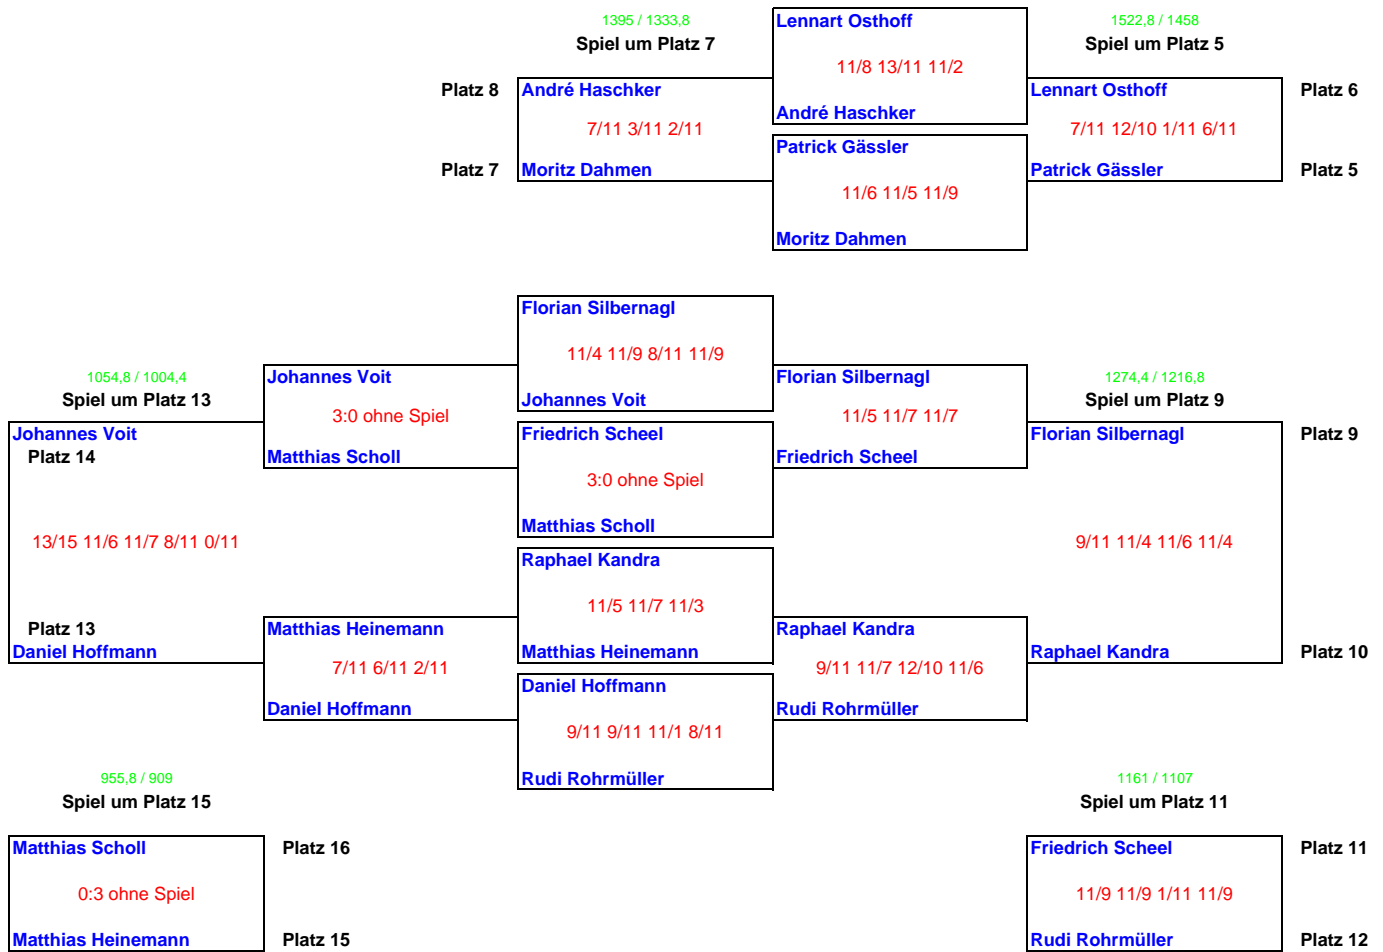 1395 / 1333,8
Spiel um Platz 7
Lennart Osthoff
1522,8 / 1458
Spiel um Platz 5
11/8 13/11 11/2
Platz 8
André Haschker
Lennart Osthoff
Platz 6
André Haschker
7/11 3/11 2/11
7/11 12/10 1/11 6/11
Patrick Gässler
Platz 7
Moritz Dahmen
Patrick Gässler
Platz 5
11/6 11/5 11/9
Moritz Dahmen
Florian Silbernagl
11/4 11/9 8/11 11/9
1054,8 / 1004,4
Johannes Voit
Florian Silbernagl
1274,4 / 1216,8
Spiel um Platz 13
Johannes Voit
Spiel um Platz 9
3:0 ohne Spiel
11/5 11/7 11/7
Johannes Voit
Friedrich Scheel
Florian Silbernagl
Platz 9
Platz 14
Matthias Scholl
Friedrich Scheel
3:0 ohne Spiel
Matthias Scholl
13/15 11/6 11/7 8/11 0/11
9/11 11/4 11/6 11/4
Raphael Kandra
11/5 11/7 11/3
Platz 13
Matthias Heinemann
Raphael Kandra
Daniel Hoffmann
Matthias Heinemann
Raphael Kandra
Platz 10
7/11 6/11 2/11
9/11 11/7 12/10 11/6
Daniel Hoffmann
Daniel Hoffmann
Rudi Rohrmüller
9/11 9/11 11/1 8/11
955,8 / 909
Rudi Rohrmüller
1161 / 1107
Spiel um Platz 15
Spiel um Platz 11
Matthias Scholl
Platz 16
Friedrich Scheel
Platz 11
0:3 ohne Spiel
11/9 11/9 1/11 11/9
Matthias Heinemann
Platz 15
Rudi Rohrmüller
Platz 12